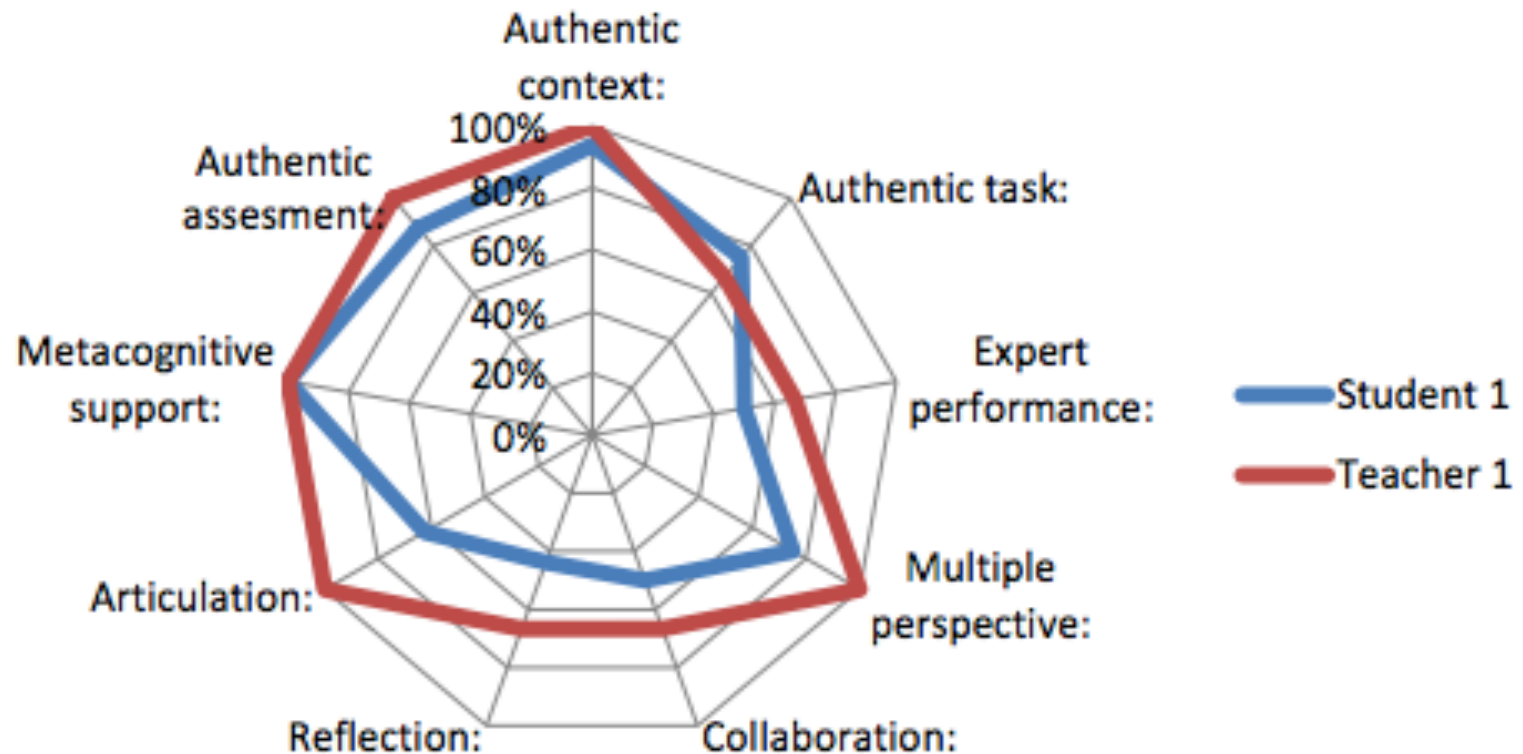 Authentic
context:
100%
80%
60%
40%
20%
0%
Authentic task:
Expert
performance:
Multiple
perspective:
Collaboration:
Reflection:
Articulation:
Metacognitive
support:
Authentic
assesment:
Student 1
Teacher 1